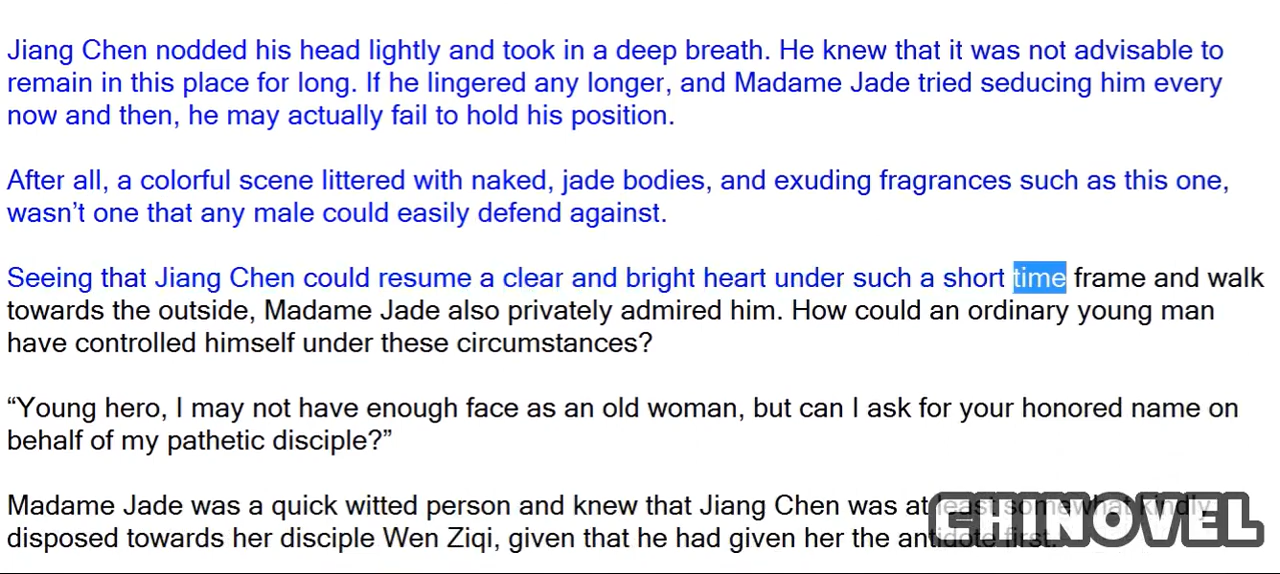 Jiang Chen nodded his head lightly and took in a deep breath. He knew that it was not advisable to
remain in this place for long. If he lingered any longer, and Madame Jade tried seducing him every
now and then, he may actually fail to hold his position.
After all, a colorful scene littered with naked, jade bodies, and exuding fragrances such as this one,
wasn’t one that any male could easily defend against.
Seeing that Jiang Chen could resume a clear and bright heart under such a short time frame and walk
towards the outside, Madame Jade also privately admired him. How could an ordinary young man
have controlled himself under these circumstances?
“Young hero, I may not have enough face as an old woman, but can I ask for your honored name on
behalf of my pathetic disciple?”
Madame Jade was a quick witted person and knew that Jiang Chen was at least somewhat kindly
disposed towards her disciple Wen Ziqi, given that he had given her the antidote first.
CHINOVEL